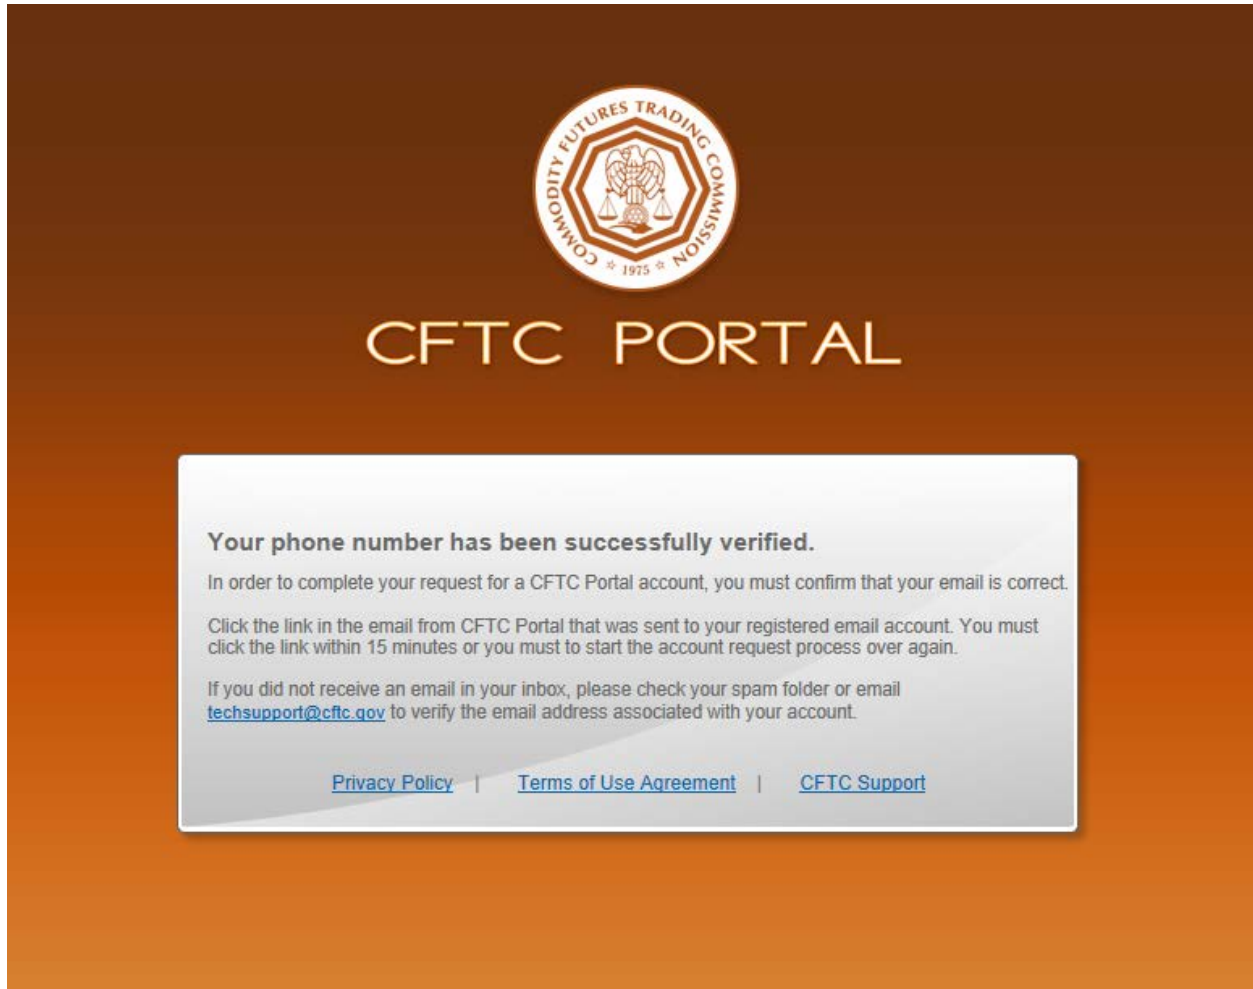 COMMODITY FUTURES TRADING COMMISSION
☆ 1975 ☆
CFTC PORTAL
Your phone number has been successfully verified.
In order to complete your request for a CFTC Portal account, you must confirm that your email is correct.
Click the link in the email from CFTC Portal that was sent to your registered email account. You must
click the link within 15 minutes or you must to start the account request process over again.
If you did not receive an email in your inbox, please check your spam folder or email
techsupport@cftc.gov to verify the email address associated with your account.
Privacy Policy | Terms of Use Agreement | CFTC Support